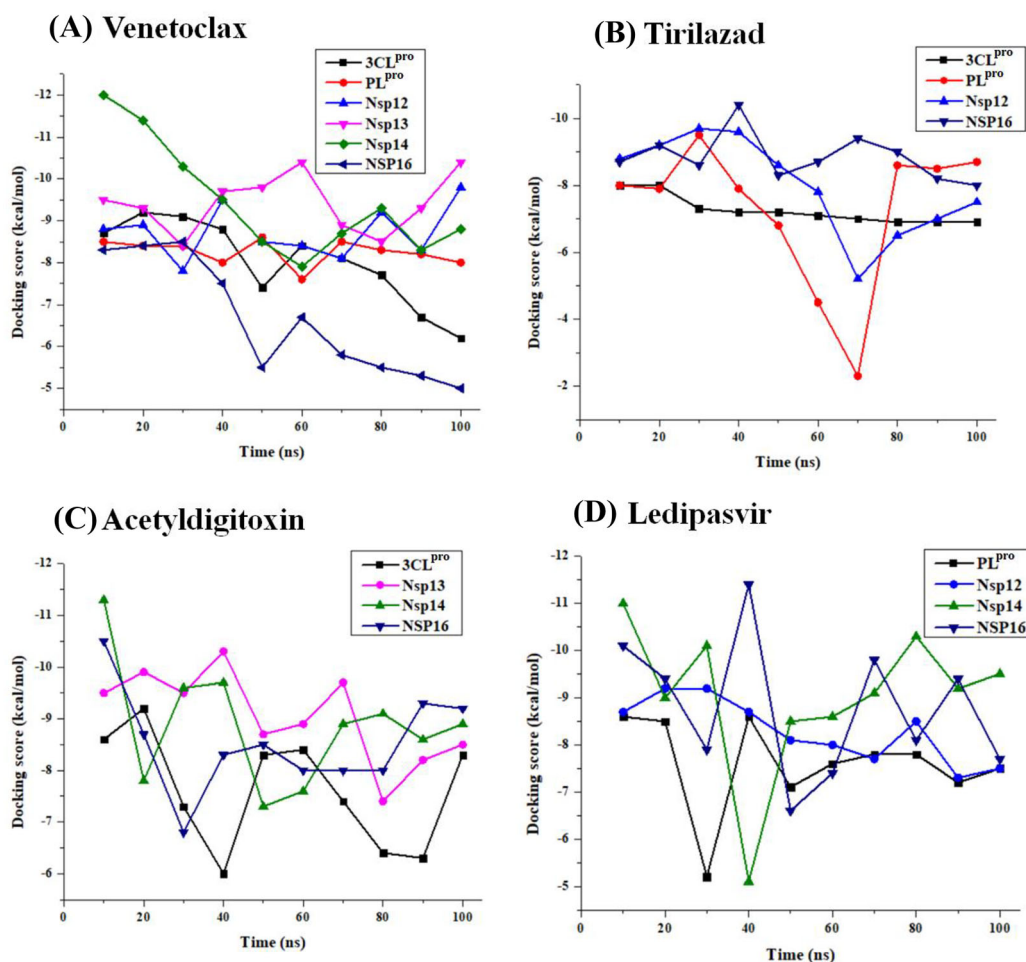 (A) Venetoclax
3CLpro
PLpro
Nsp12
Nsp13
Nsp14
NSP16
-12
-11
-10
-9
-8
-7
-6
-5
Docking score (kcal/mol)
0 20 40 60 80 100
Time (ns)
(B) Tirilazad
3CLpro
PLpro
Nsp12
NSP16
-10
-8
-6
-4
-2
Docking score (kcal/mol)
0 20 40 60 80 100
Time (ns)
(C) Acetyldigitoxin
3CLpro
Nsp13
Nsp14
NSP16
-12
-11
-10
-9
-8
-7
-6
Docking score (kcal/mol)
0 20 40 60 80 100
Time (ns)
(D) Ledipasvir
PLpro
Nsp12
Nsp14
NSP16
-12
-11
-10
-9
-8
-7
-6
-5
Docking score (kcal/mol)
0 20 40 60 80 100
Time (ns)